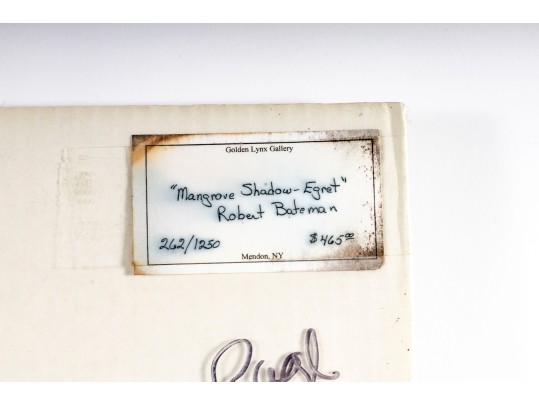 Golden Lynx Gallery
"Mangrove Shadow-Egret"
Robert Bateman
262/1250 $465.00
Mendon, NY